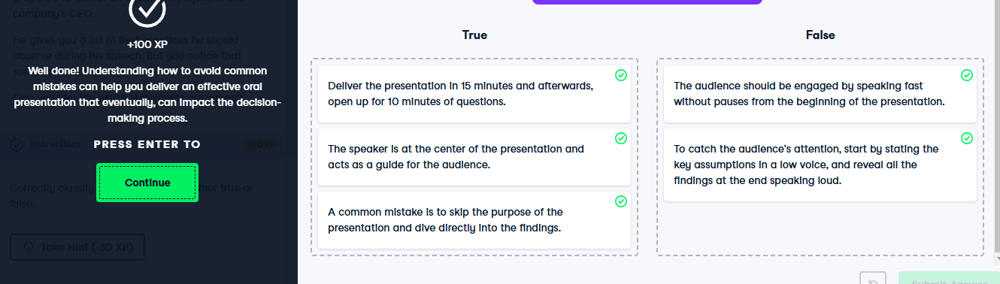 company's CEO.
He gives you a list of best practices he should
observe during his speech. But you notice that
+100 XP
Well done! Understanding how to avoid common
mistakes can help you deliver an effective oral
presentation that eventually, can impact the decision-
making process.
Instructions
100XP
PRESS ENTER TO
Continue
Correctly classify
ther true or
false.
Take Hint (-30 XP)
True
Deliver the presentation in 15 minutes and afterwards,
open up for 10 minutes of questions.
The speaker is at the center of the presentation and
acts as a guide for the audience.
A common mistake is to skip the purpose of the
presentation and dive directly into the findings.
False
The audience should be engaged by speaking fast
without pauses from the beginning of the presentation.
To catch the audience's attention, start by stating the
key assumptions in a low voice, and reveal all the
findings at the end speaking loud.
Submit Answer